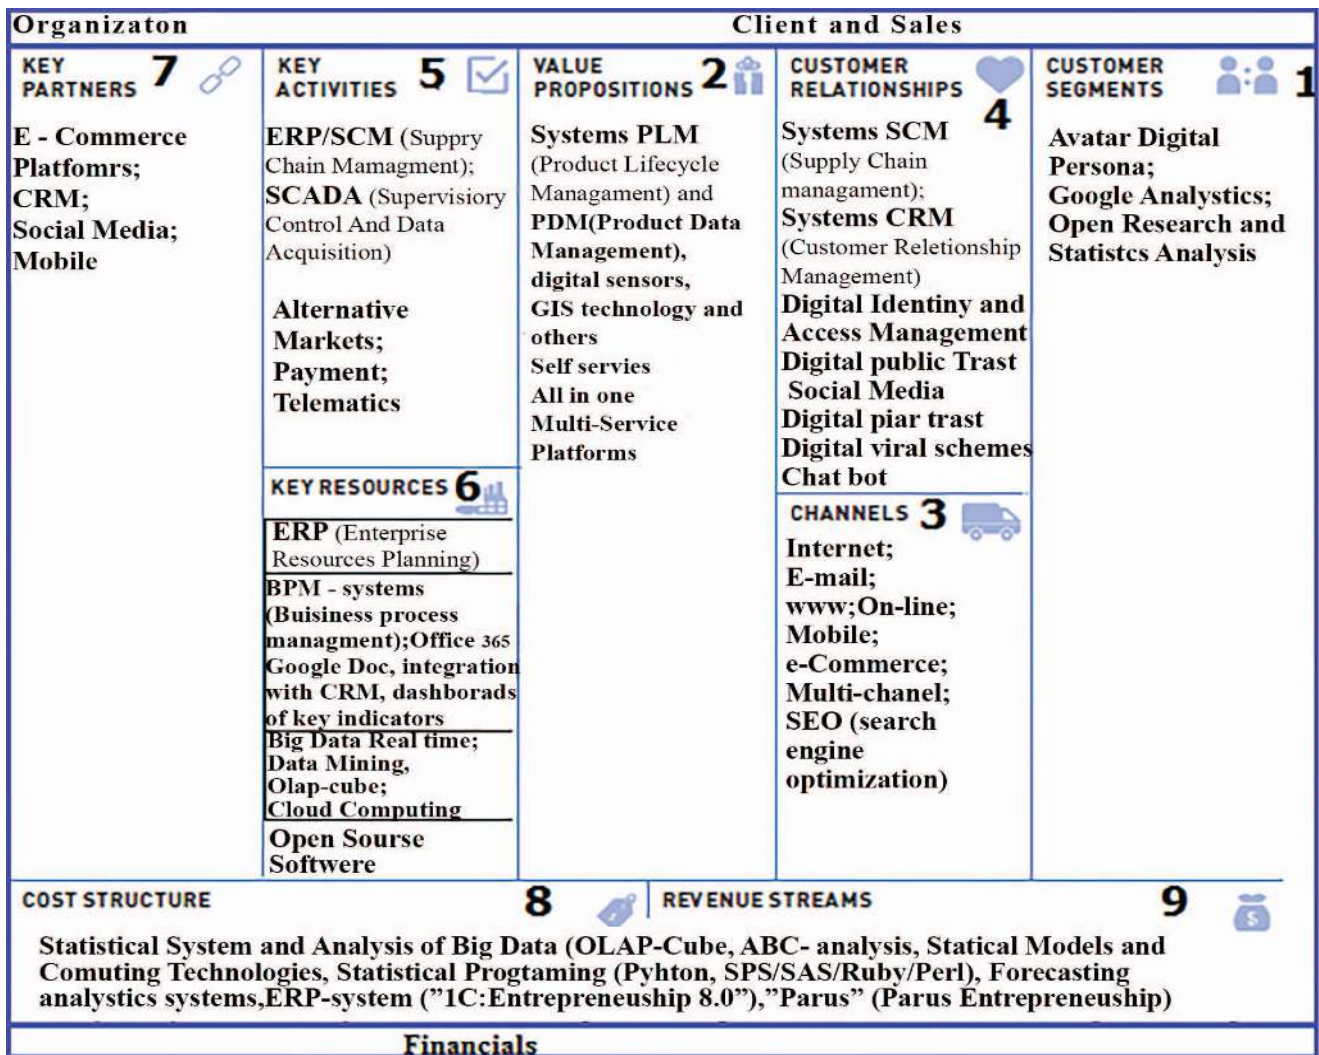 Organizaton
Client and Sales
KEY
PARTNERS
7
E - Commerce
Platfomrs;
CRM;
Social Media;
Mobile
KEY
ACTIVITIES
5
ERP/SCM (Suppry
Chain Mamagment);
SCADA (Supervisiory
Control And Data
Acquisition)
Alternative
Markets;
Payment;
Telematics
KEY RESOURCES
6
ERP (Enterprise
Resources Planning)
BPM - systems
(Buisiness process
managment);Office 365
Google Doc, integration
with CRM, dashborads
of key indicators
Big Data Real time;
Data Mining,
Olap-cube;
Cloud Computing
Open Sourse
Softwere
VALUE
PROPOSITIONS
2
Systems PLM
(Product Lifecycle
Managament) and
PDM(Product Data
Management),
digital sensors,
GIS technology and
others
Self servies
All in one
Multi-Service
Platforms
CUSTOMER
RELATIONSHIPS
4
Systems SCM
(Supply Chain
managament);
Systems CRM
(Customer Reletionship
Management)
Digital Identiny and
Access Management
Digital public Trast
Social Media
Digital piar trast
Digital viral schemes
Chat bot
CHANNELS
3
Internet;
E-mail;
www;On-line;
Mobile;
e-Commerce;
Multi-chanel;
SEO (search
engine
optimization)
CUSTOMER
SEGMENTS
1
Avatar Digital
Persona;
Google Analystics;
Open Research and
Statistcs Analysis
COST STRUCTURE
8
REVENUE STREAMS
9
$
Statistical System and Analysis of Big Data (OLAP-Cube, ABC- analysis, Statical Models and
Comuting Technologies, Statistical Progtaming (Pyhton, SPS/SAS/Ruby/Perl), Forecasting
analystics systems,ERP-system ("1C:Entrepreneuship 8.0"),"Parus" (Parus Entrepreneuship)
Financials